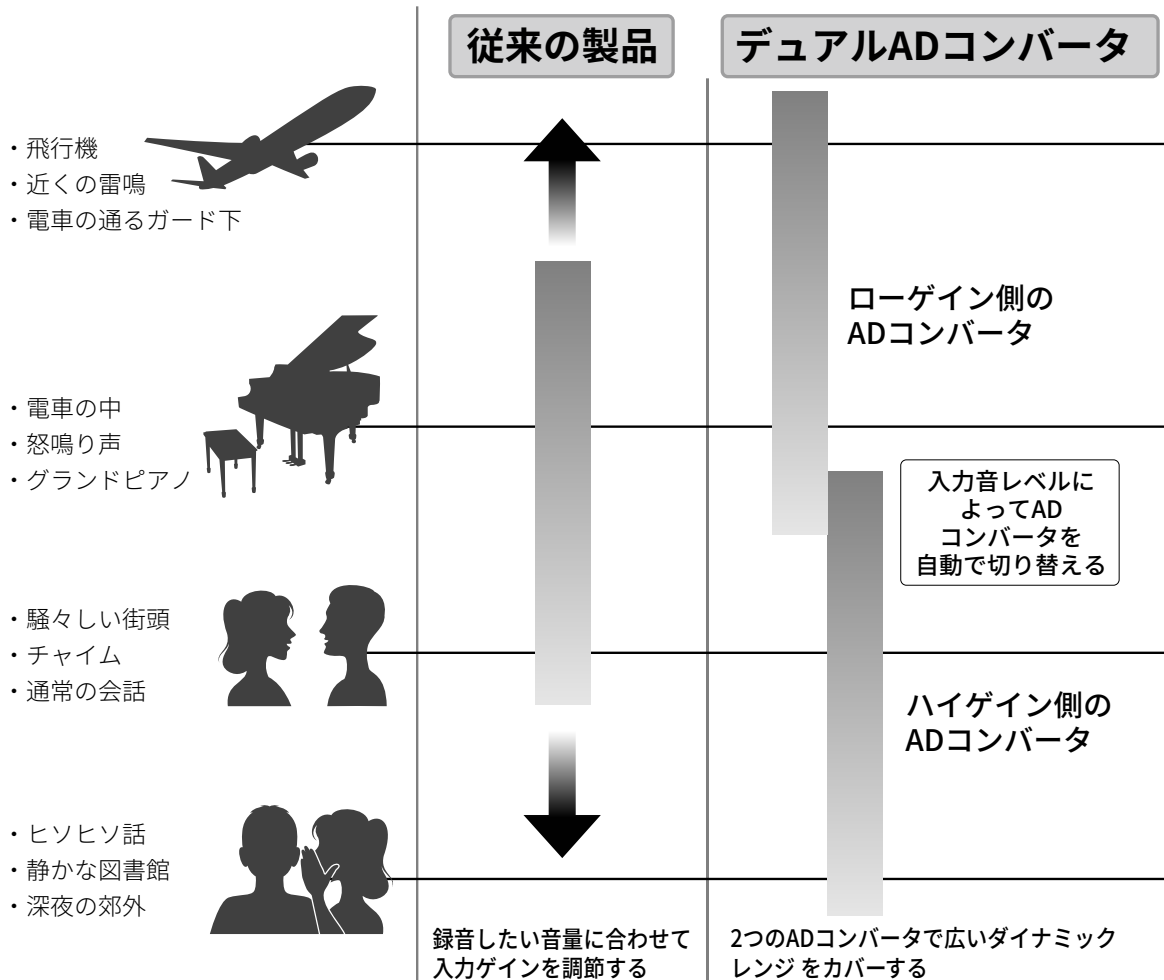 従来の製品
デュアルADコンバータ
・飛行機
・近くの雷鳴
・電車の通るガード下
ローゲイン側の
ADコンバータ
・電車の中
・怒鳴り声
・グランドピアノ
入力音レベルに
よってAD
コンバータを
自動で切り替える
・騒々しい街頭
・チャイム
・通常の会話
ハイゲイン側の
ADコンバータ
・ヒソヒソ話
・静かな図書館
・深夜の郊外
録音したい音量に合わせて
入力ゲインを調節する
2つのADコンバータで広いダイナミック
レンジ をカバーする